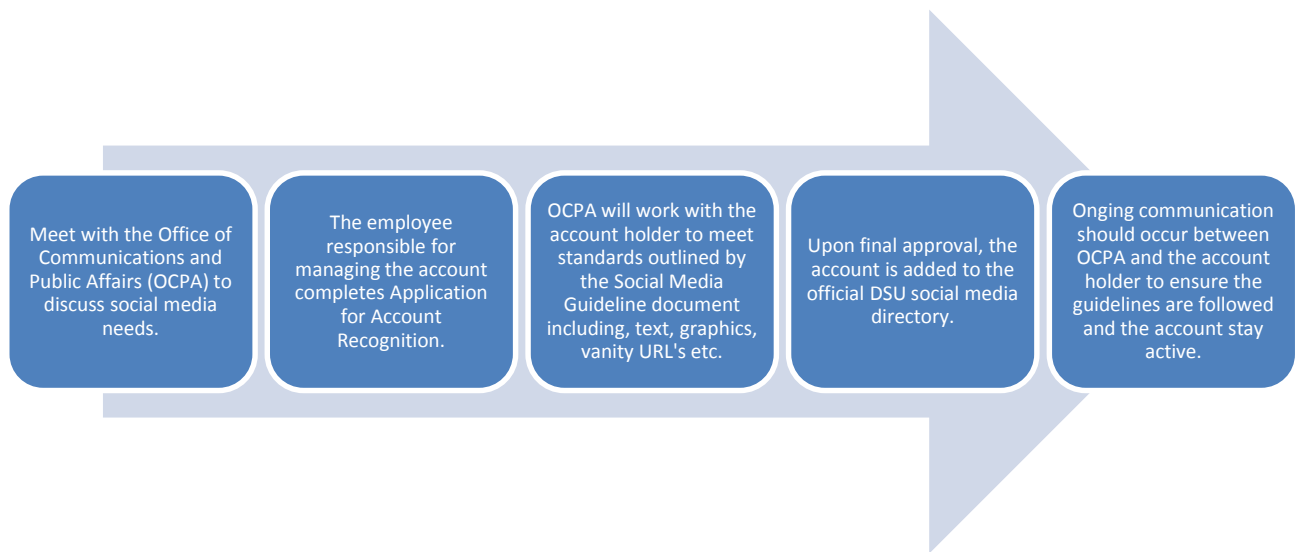 Meet with the Office of
Communications and
Public Affairs (OCPA) to
discuss social media
needs.
The employee
responsible for
managing the account
completes Application
for Account
Recognition.
OCPA will work with the
account holder to meet
standards outlined by
the Social Media
Guideline document
including, text, graphics,
vanity URL's etc.
Upon final approval, the
account is added to the
official DSU social media
directory.
Onging communication
should occur between
OCPA and the account
holder to ensure the
guidelines are followed
and the account stay
active.